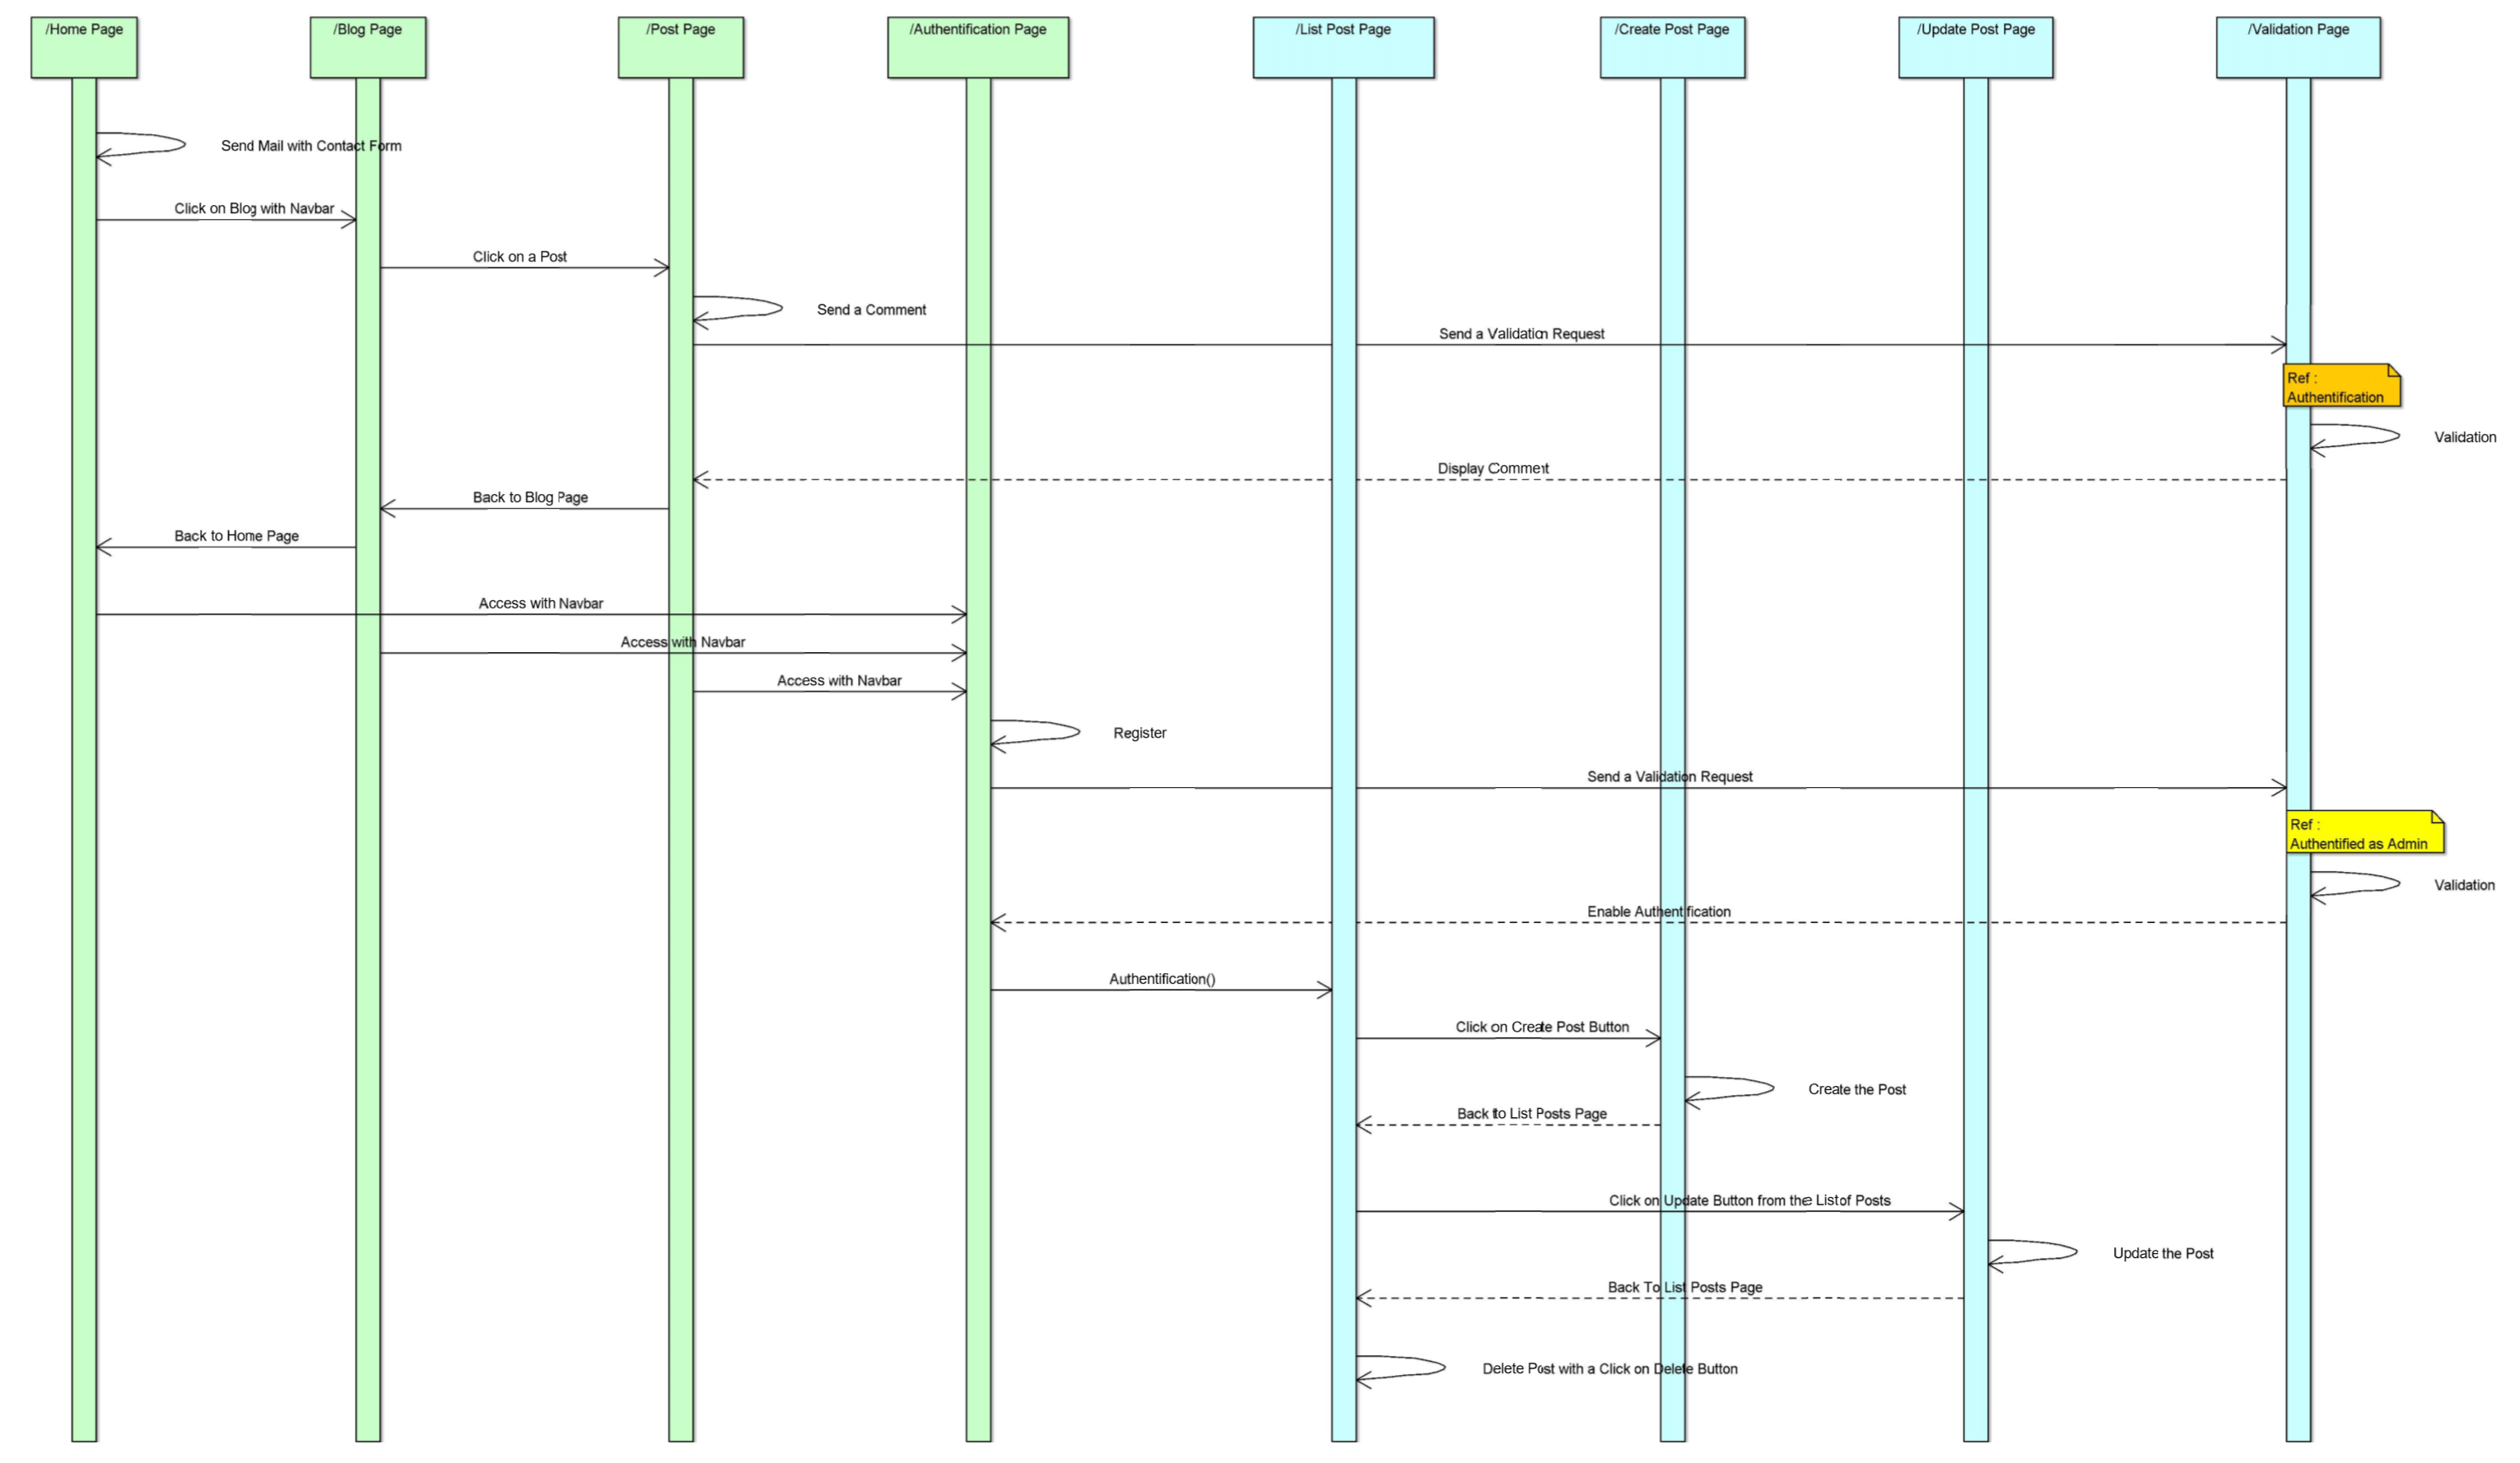 /Home Page
/Blog Page
/Post Page
/Authentification Page
/List Post Page
/Create Post Page
/Update Post Page
/Validation Page
Send Mail with Contact Form
Click on Blog with Navbar
Click on a Post
Send a Comment
Send a Validation Request
Ref :
Authentification
Validation
Display Comment
Back to Blog Page
Back to Home Page
Access with Navbar
Access with Navbar
Access with Navbar
Register
Send a Validation Request
Ref :
Authentified as Admin
Validation
Enable Authentification
Authentification()
Click on Create Post Button
Create the Post
Back to List Posts Page
Click on Update Button from the List of Posts
Update the Post
Back To List Posts Page
Delete Post with a Click on Delete Button